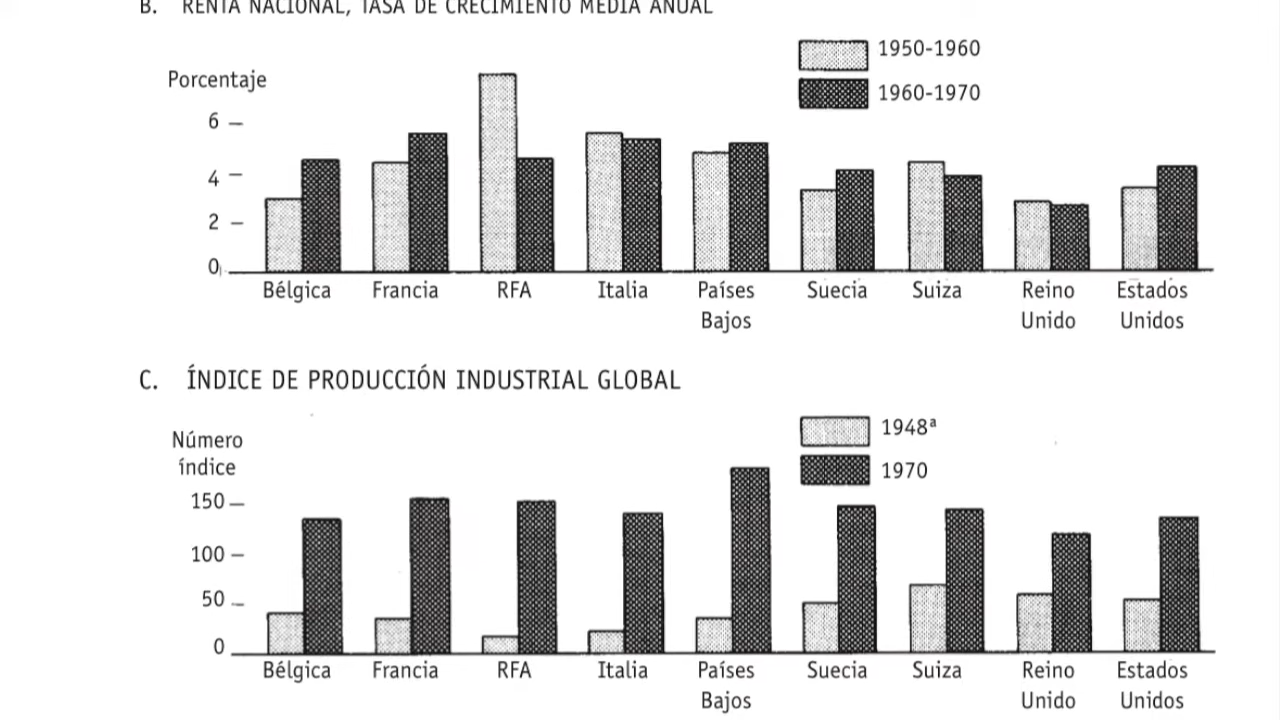 B. RENTA NACIONAL, TASA DE CRECIMIENTO MEDIA ANUAL
1950-1960
1960-1970
Porcentaje
6
4
2
0
Bélgica Francia RFA Italia Países Bajos Suecia Suiza Reino Unido Estados Unidos
C. ÍNDICE DE PRODUCCIÓN INDUSTRIAL GLOBAL
1948ª
1970
Número
índice
150
100
50
0
Bélgica Francia RFA Italia Países Bajos Suecia Suiza Reino Unido Estados Unidos